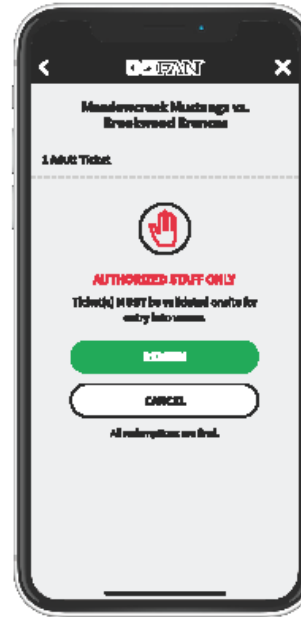 GOFAN
Meadowcreek Mustangs vs.
Brookwood Broncos
1 Adult Ticket
AUTHORIZED STAFF ONLY
Ticket(s) MUST be validated onsite for
entry into venue.
REDEEM
CANCEL
All redemptions are final.